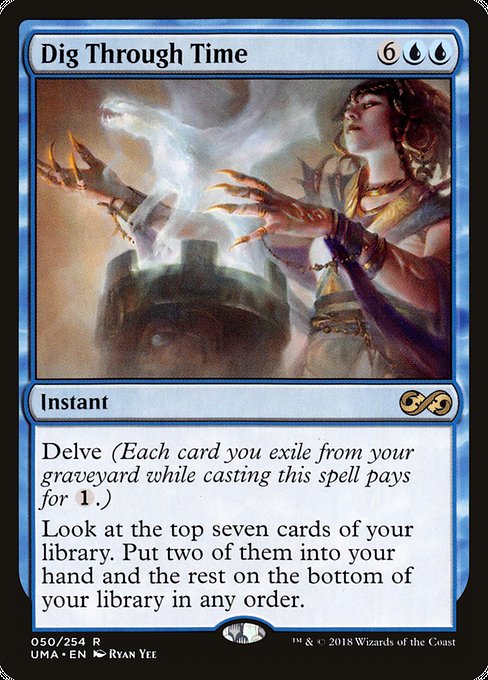 Dig Through Time 6
Instant
Delve (Each card you exile from your
graveyard while casting this spell pays
for 1.)
Look at the top seven cards of your
library. Put two of them into your
hand and the rest on the bottom of
your library in any order.
050/254 R
UMA • EN Ryan Yee
™ & © 2018 Wizards of the Coast